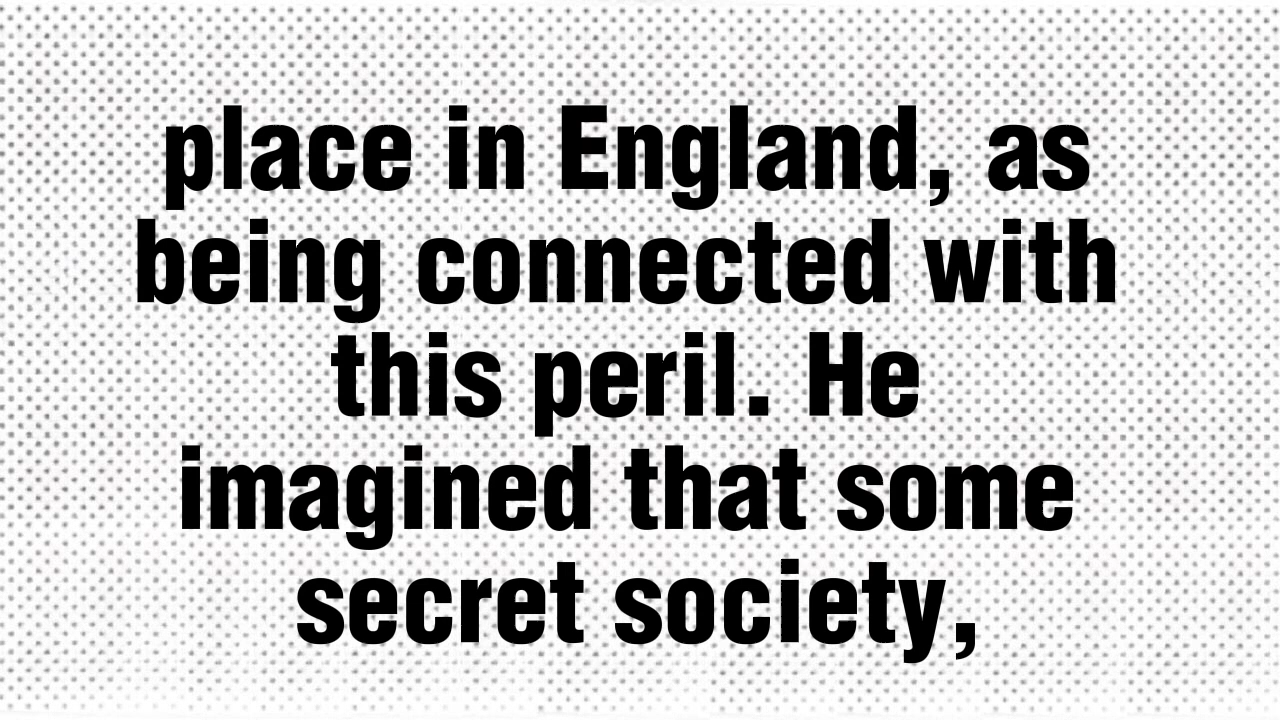 place in England, as
being connected with
this peril. He
imagined that some
secret society,